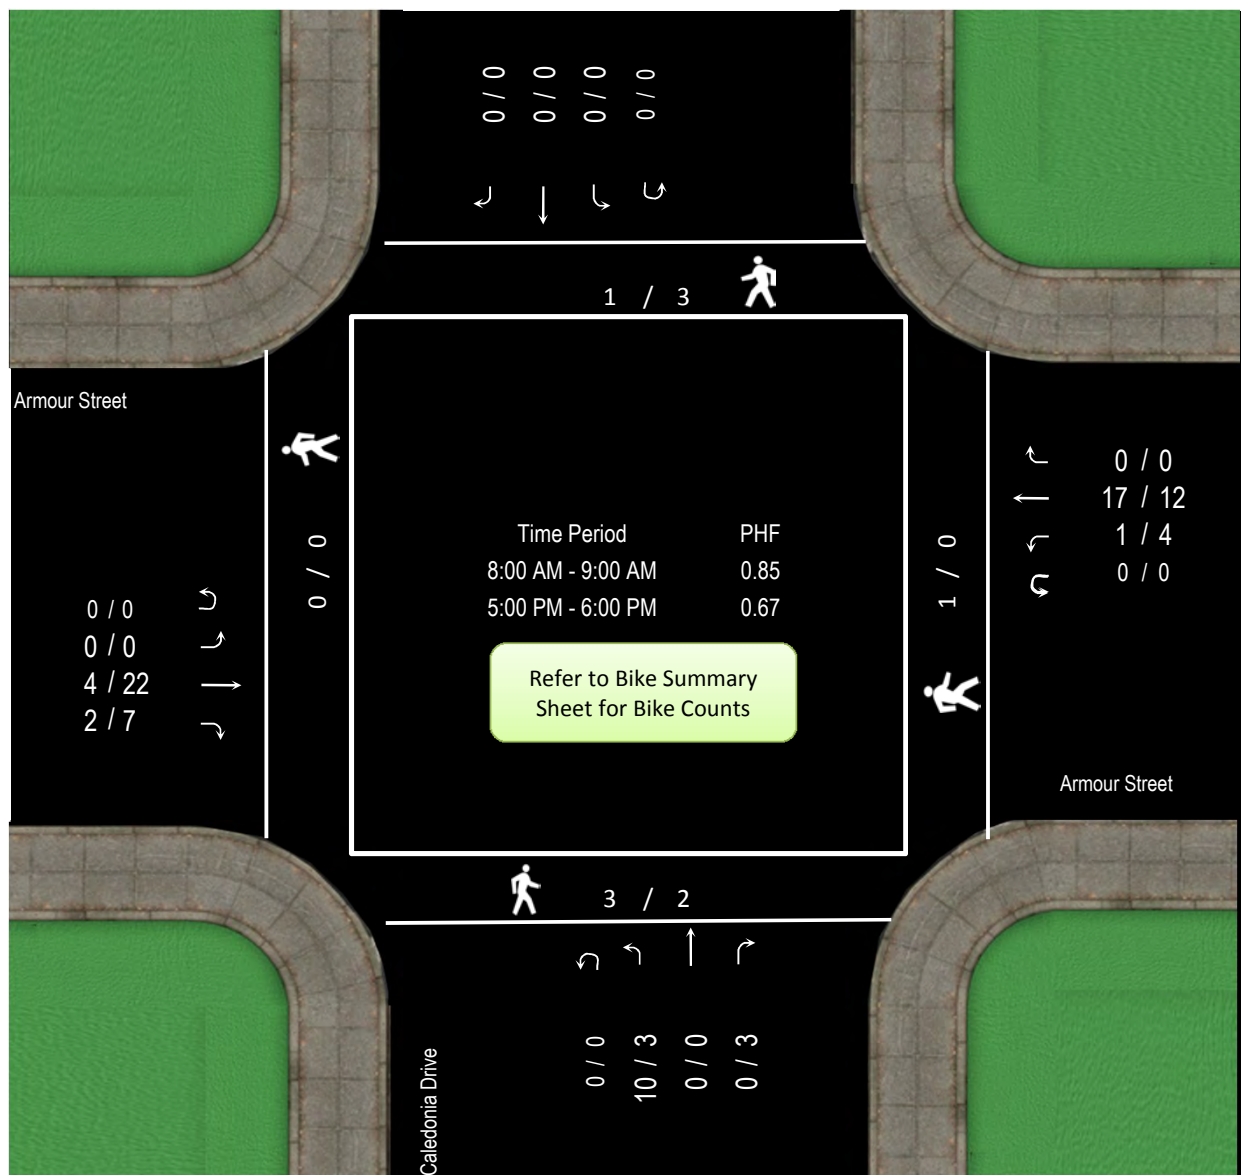 0 / 0
0 / 0
0 / 0
0 / 0
1 / 3
Armour Street
0 / 0
17 / 12
1 / 4
0 / 0
0 / 0
1 / 0
Time Period PHF
8:00 AM - 9:00 AM 0.85
5:00 PM - 6:00 PM 0.67
0 / 0
0 / 0
4 / 22
2 / 7
Refer to Bike Summary
Sheet for Bike Counts
Armour Street
3 / 2
0 / 0
10 / 3
0 / 0
0 / 3
Caledonia Drive